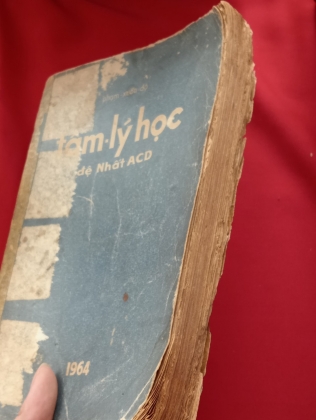 Tâm-lý học
đệ Nhất ACD
1964